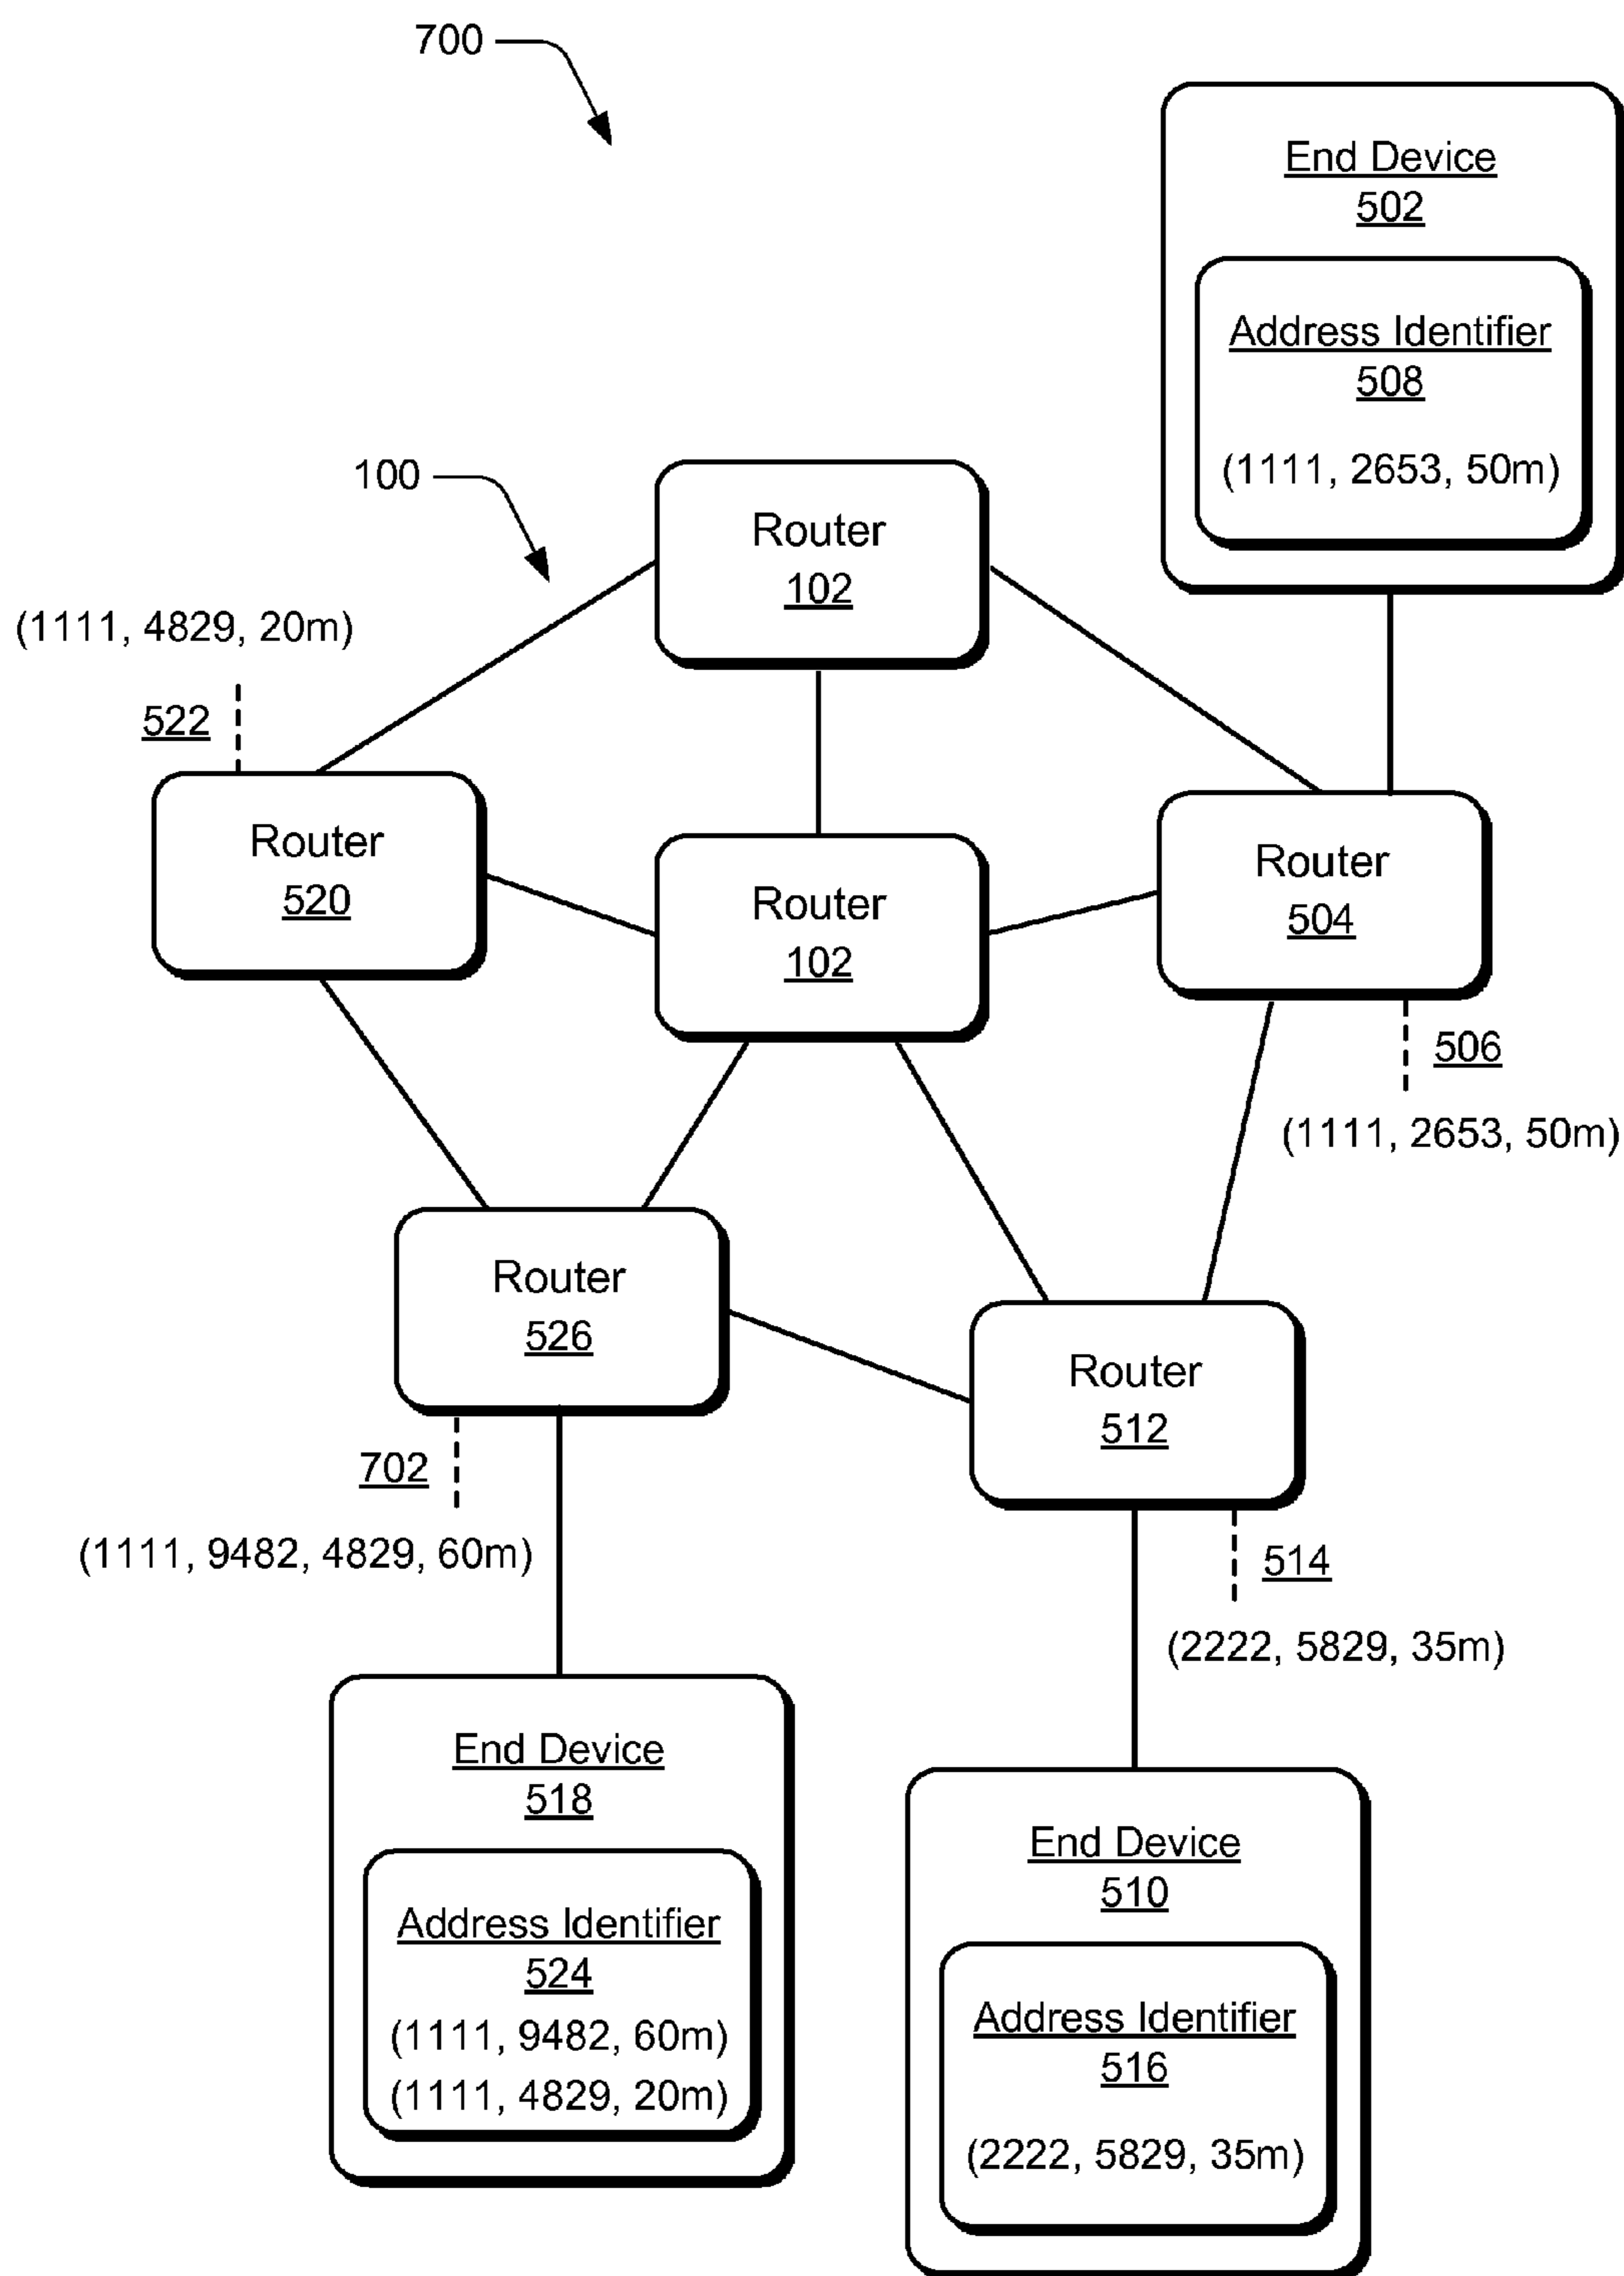 700
End Device
502
Address Identifier
508
(1111, 2653, 50m)
100
Router
102
(1111, 4829, 20m)
522
Router
520
Router
102
Router
504
506
(1111, 2653, 50m)
Router
526
Router
512
702
(1111, 9482, 4829, 60m)
514
(2222, 5829, 35m)
End Device
518
Address Identifier
524
(1111, 9482, 60m)
(1111, 4829, 20m)
End Device
510
Address Identifier
516
(2222, 5829, 35m)